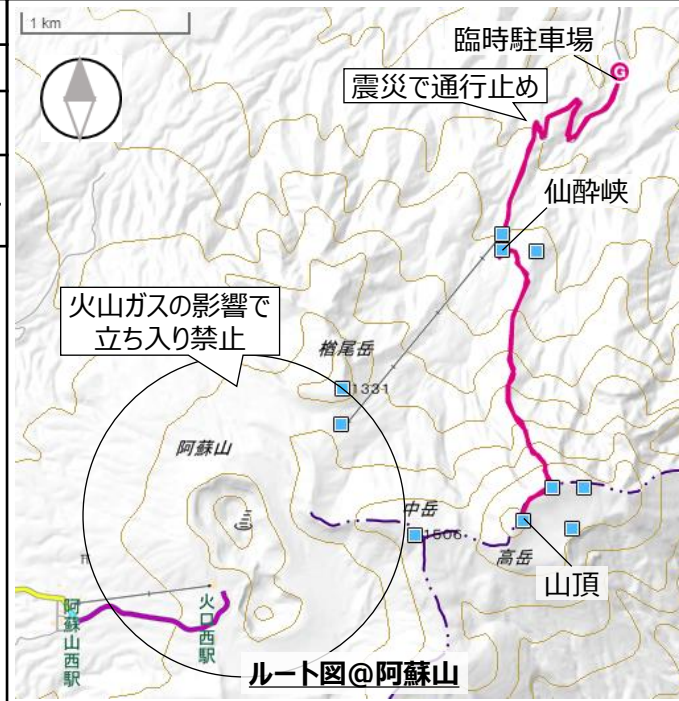 1 km
臨時駐車場
G
震災で通行止め
仙酔峡
火山ガスの影響で
立ち入り禁止
楢尾岳
1331
阿蘇山
中岳
1506
高岳
山頂
阿蘇山西駅
火口西駅
ルート図@阿蘇山